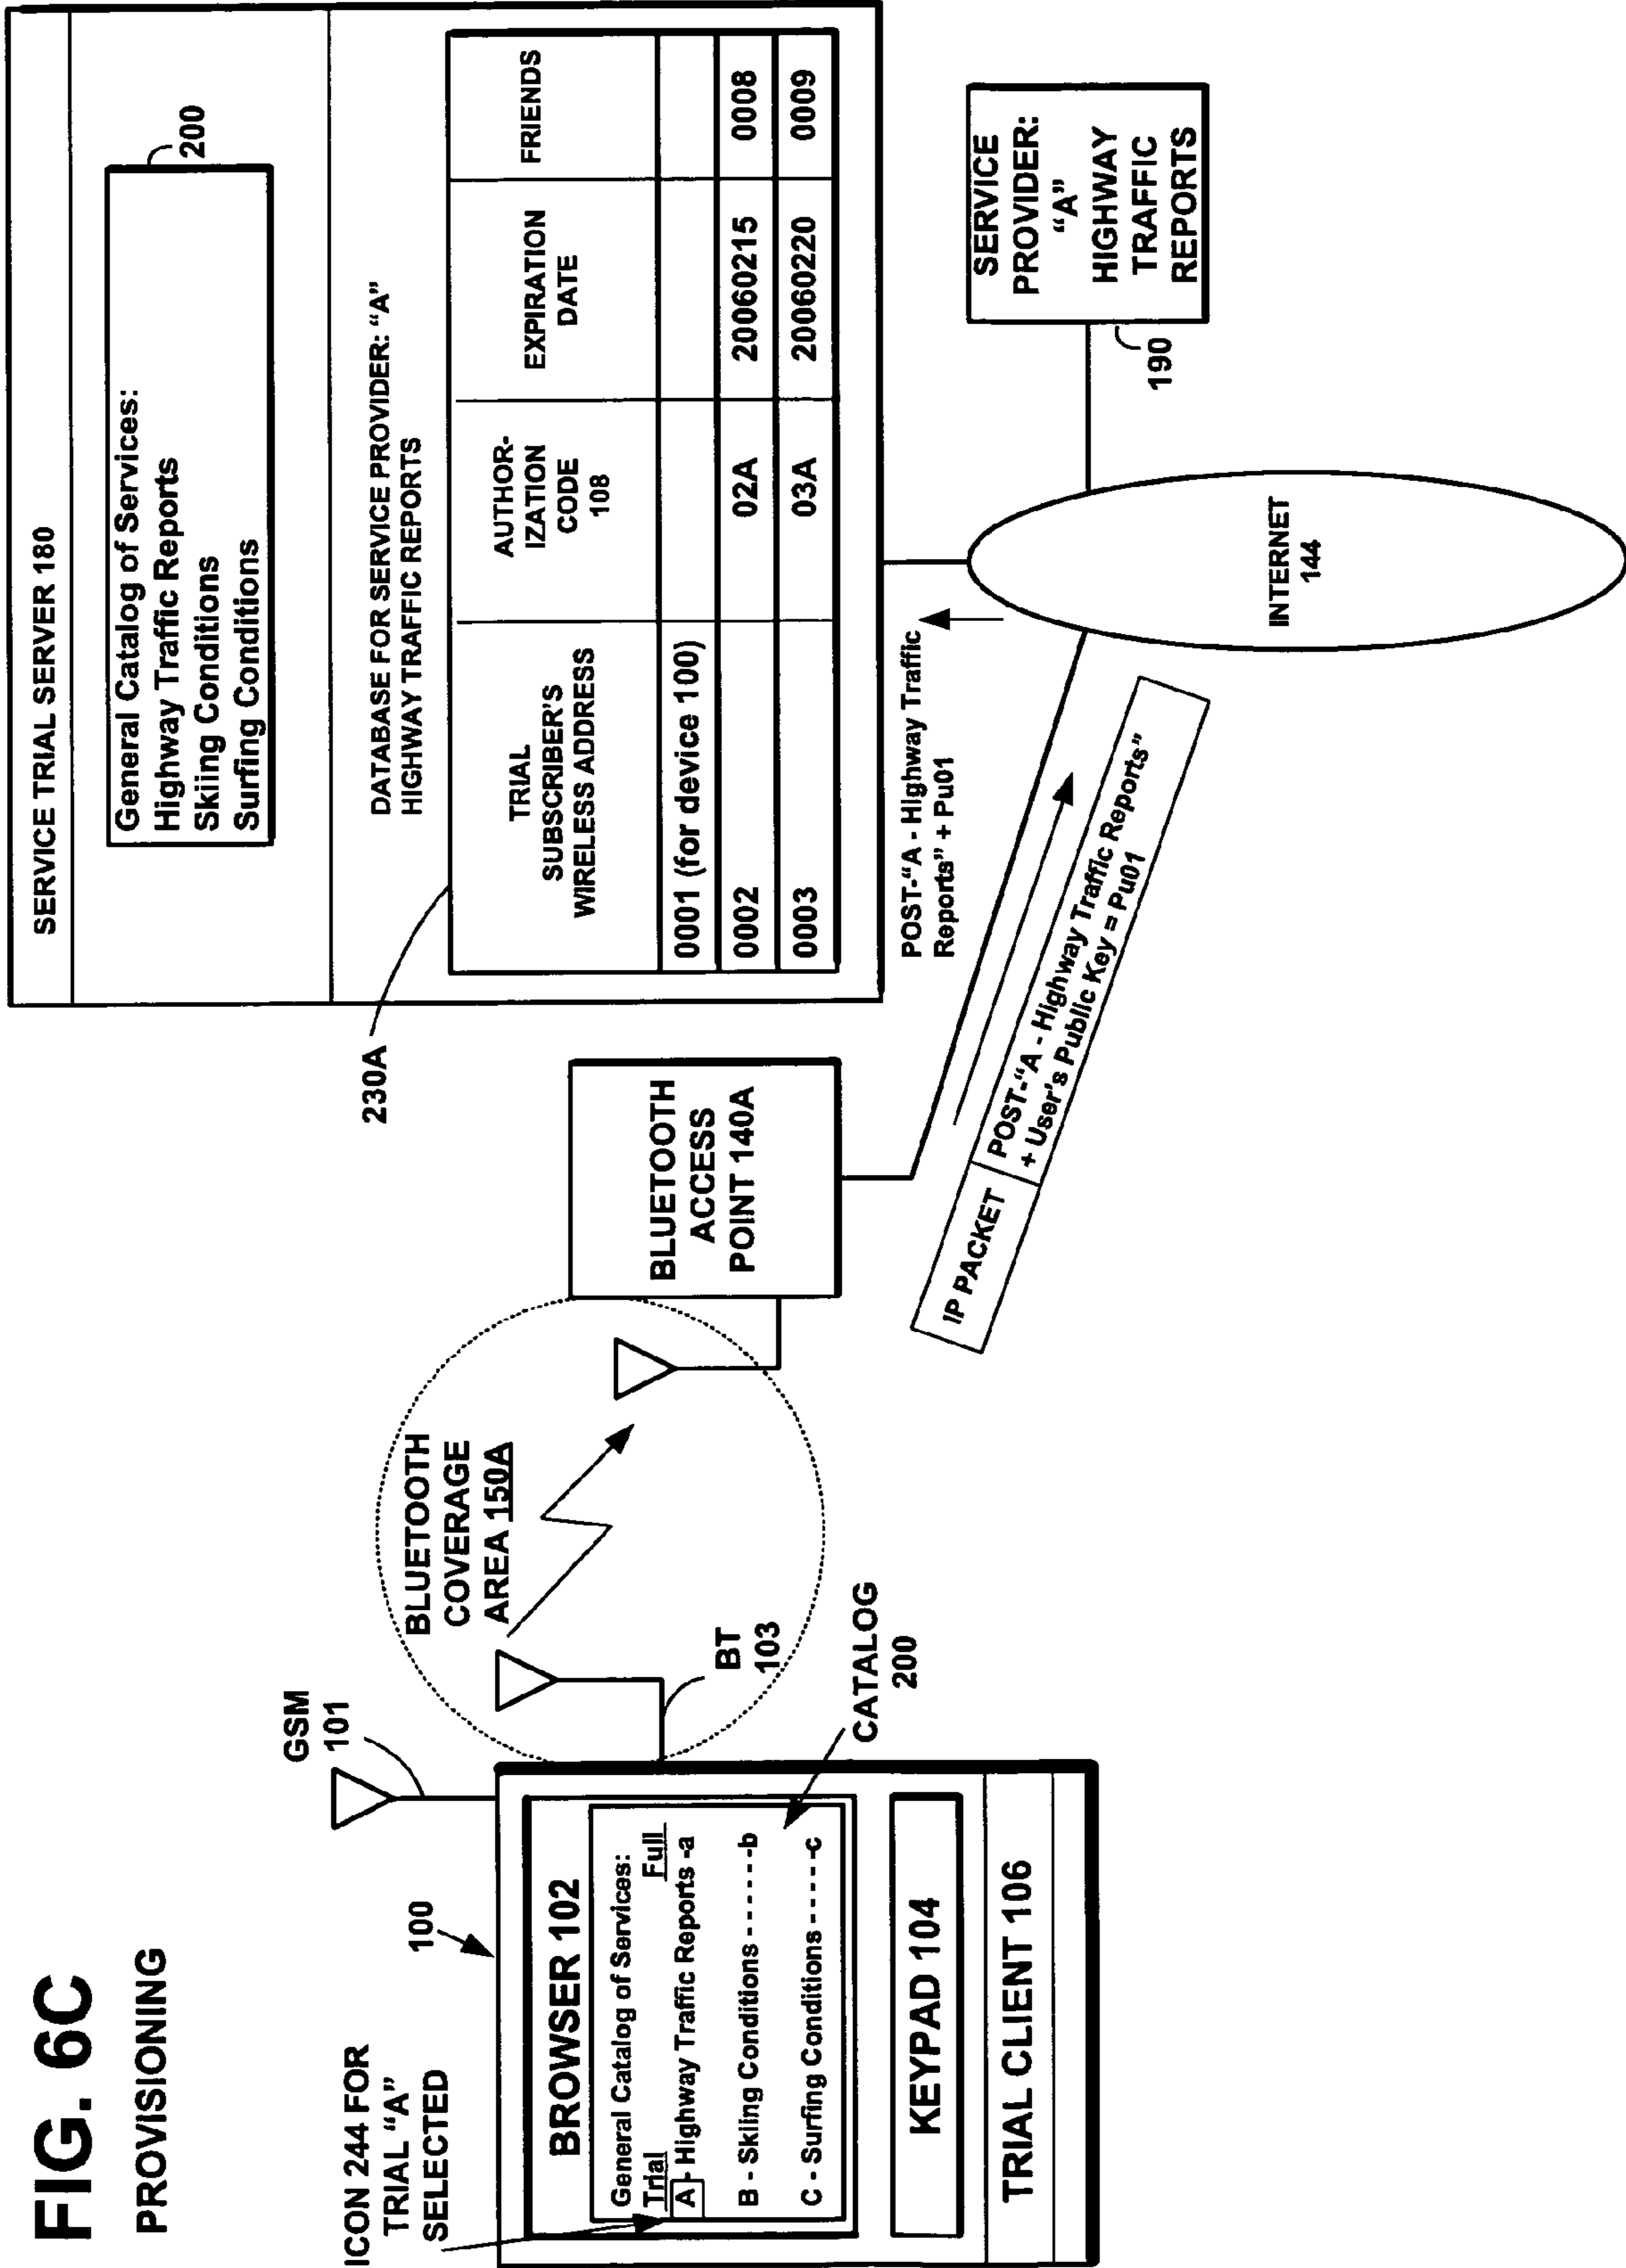 FIG. 6C
PROVISIONING
ICON 244 FOR
TRIAL “A”
SELECTED
100
GSM
101
BROWSER 102
General Catalog of Services:
Trial Full
A - Highway Traffic Reports -a
B - Skiing Conditions - - - - - -b
C - Surfing Conditions - - - - -c
KEYPAD 104
TRIAL CLIENT 106
BT
103
CATALOG
200
BLUETOOTH
COVERAGE
AREA 150A
BLUETOOTH
ACCESS
POINT 140A
IP PACKET
POST-“A - Highway Traffic Reports”
+ User's Public Key = Pu01
SERVICE TRIAL SERVER 180
General Catalog of Services:
Highway Traffic Reports
Skiing Conditions
Surfing Conditions
200
230A
DATABASE FOR SERVICE PROVIDER: “A”
HIGHWAY TRAFFIC REPORTS
TRIAL
SUBSCRIBER'S
WIRELESS ADDRESS
AUTHOR-
IZATION
CODE
108
EXPIRATION
DATE
FRIENDS
0001 (for device 100)
0002 02A 20060215 0008
0003 03A 20060220 0009
POST-“A - Highway Traffic
Reports” + Pu01
INTERNET
144
190
SERVICE
PROVIDER:
“A”
HIGHWAY
TRAFFIC
REPORTS